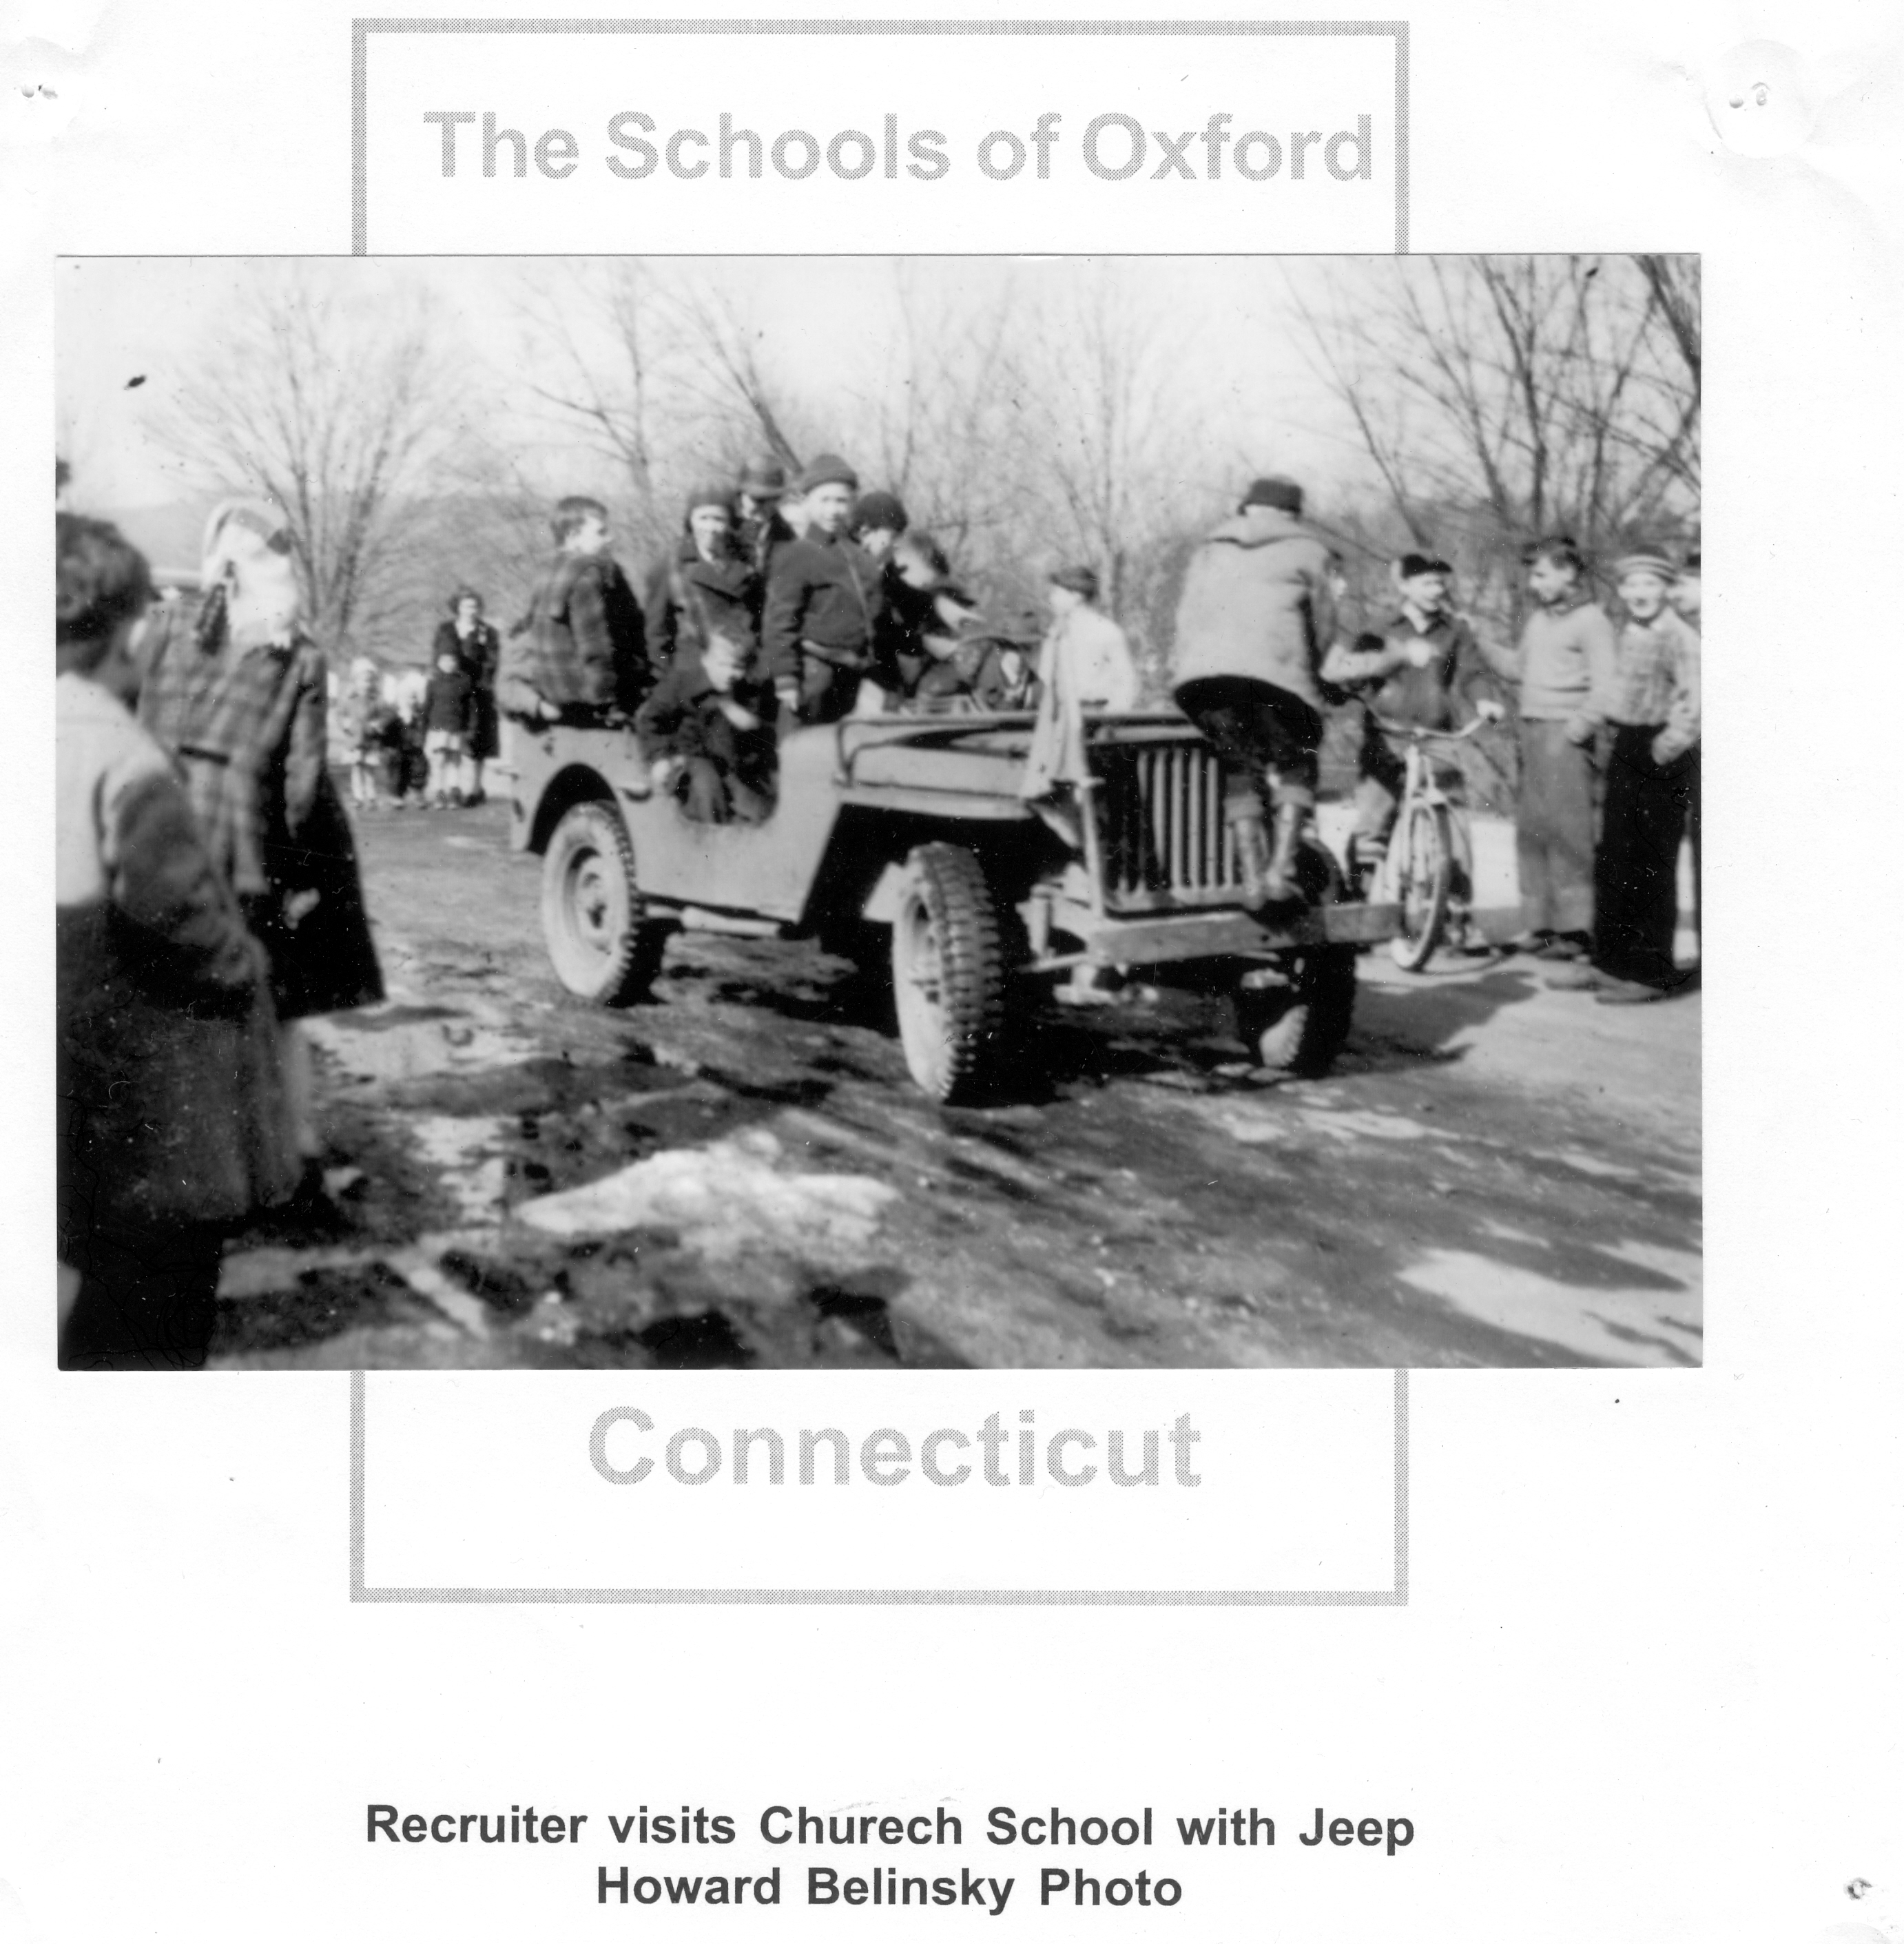 The Schools of Oxford
Connecticut
Recruiter visits Churech School with Jeep
Howard Belinsky Photo